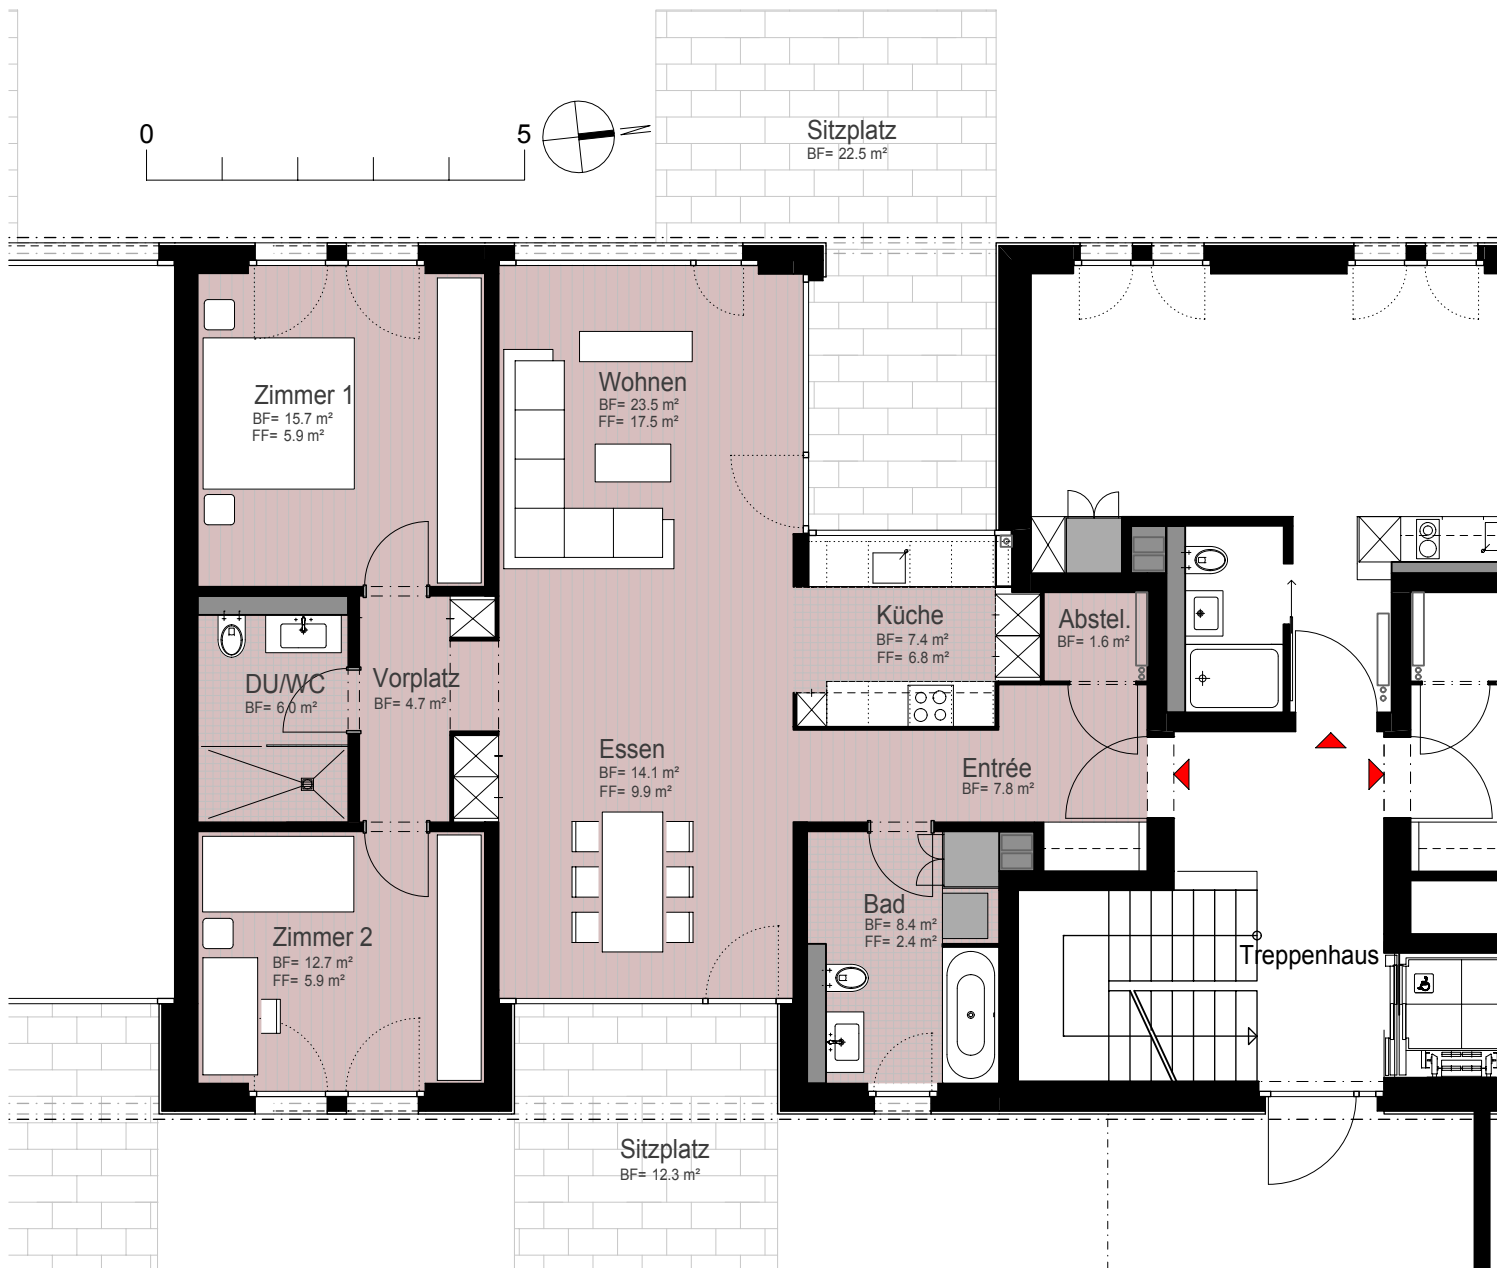 0
5
Sitzplatz
BF= 22.5 m²
Zimmer 1
BF= 15.7 m²
FF= 5.9 m²
Wohnen
BF= 23.5 m²
FF= 17.5 m²
Küche
BF= 7.4 m²
FF= 6.8 m²
Abstel.
BF= 1.6 m²
DU/WC
BF= 6.0 m²
Vorplatz
BF= 4.7 m²
Essen
BF= 14.1 m²
FF= 9.9 m²
Entrée
BF= 7.8 m²
Bad
BF= 8.4 m²
FF= 2.4 m²
Zimmer 2
BF= 12.7 m²
FF= 5.9 m²
Treppenhaus
Sitzplatz
BF= 12.3 m²